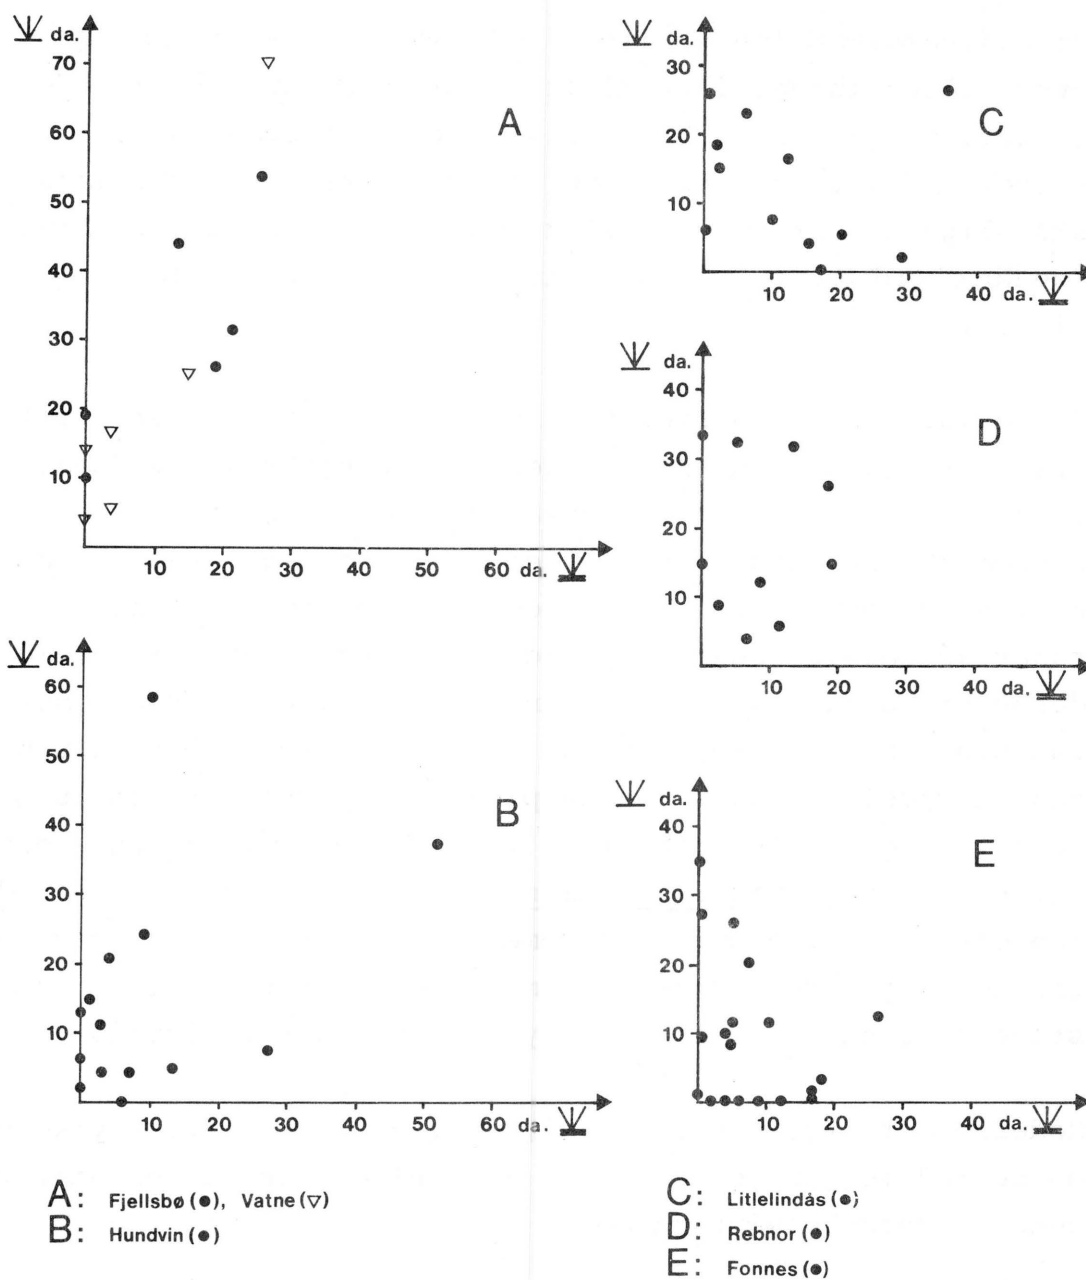 da.
70
60
50
40
30
20
10
A
10 20 30 40 50 60 da.
da.
60
50
40
30
20
10
B
10 20 30 40 50 60 da.
da.
30
20
10
C
10 20 30 40 da.
da.
40
30
20
10
D
10 20 30 40 da.
da.
40
30
20
10
E
10 20 30 40 da.
A: Fjellsbø (●), Vatne (▽)
B: Hundvin (●)
C: Litlelindås (●)
D: Rebnor (●)
E: Fonnes (●)